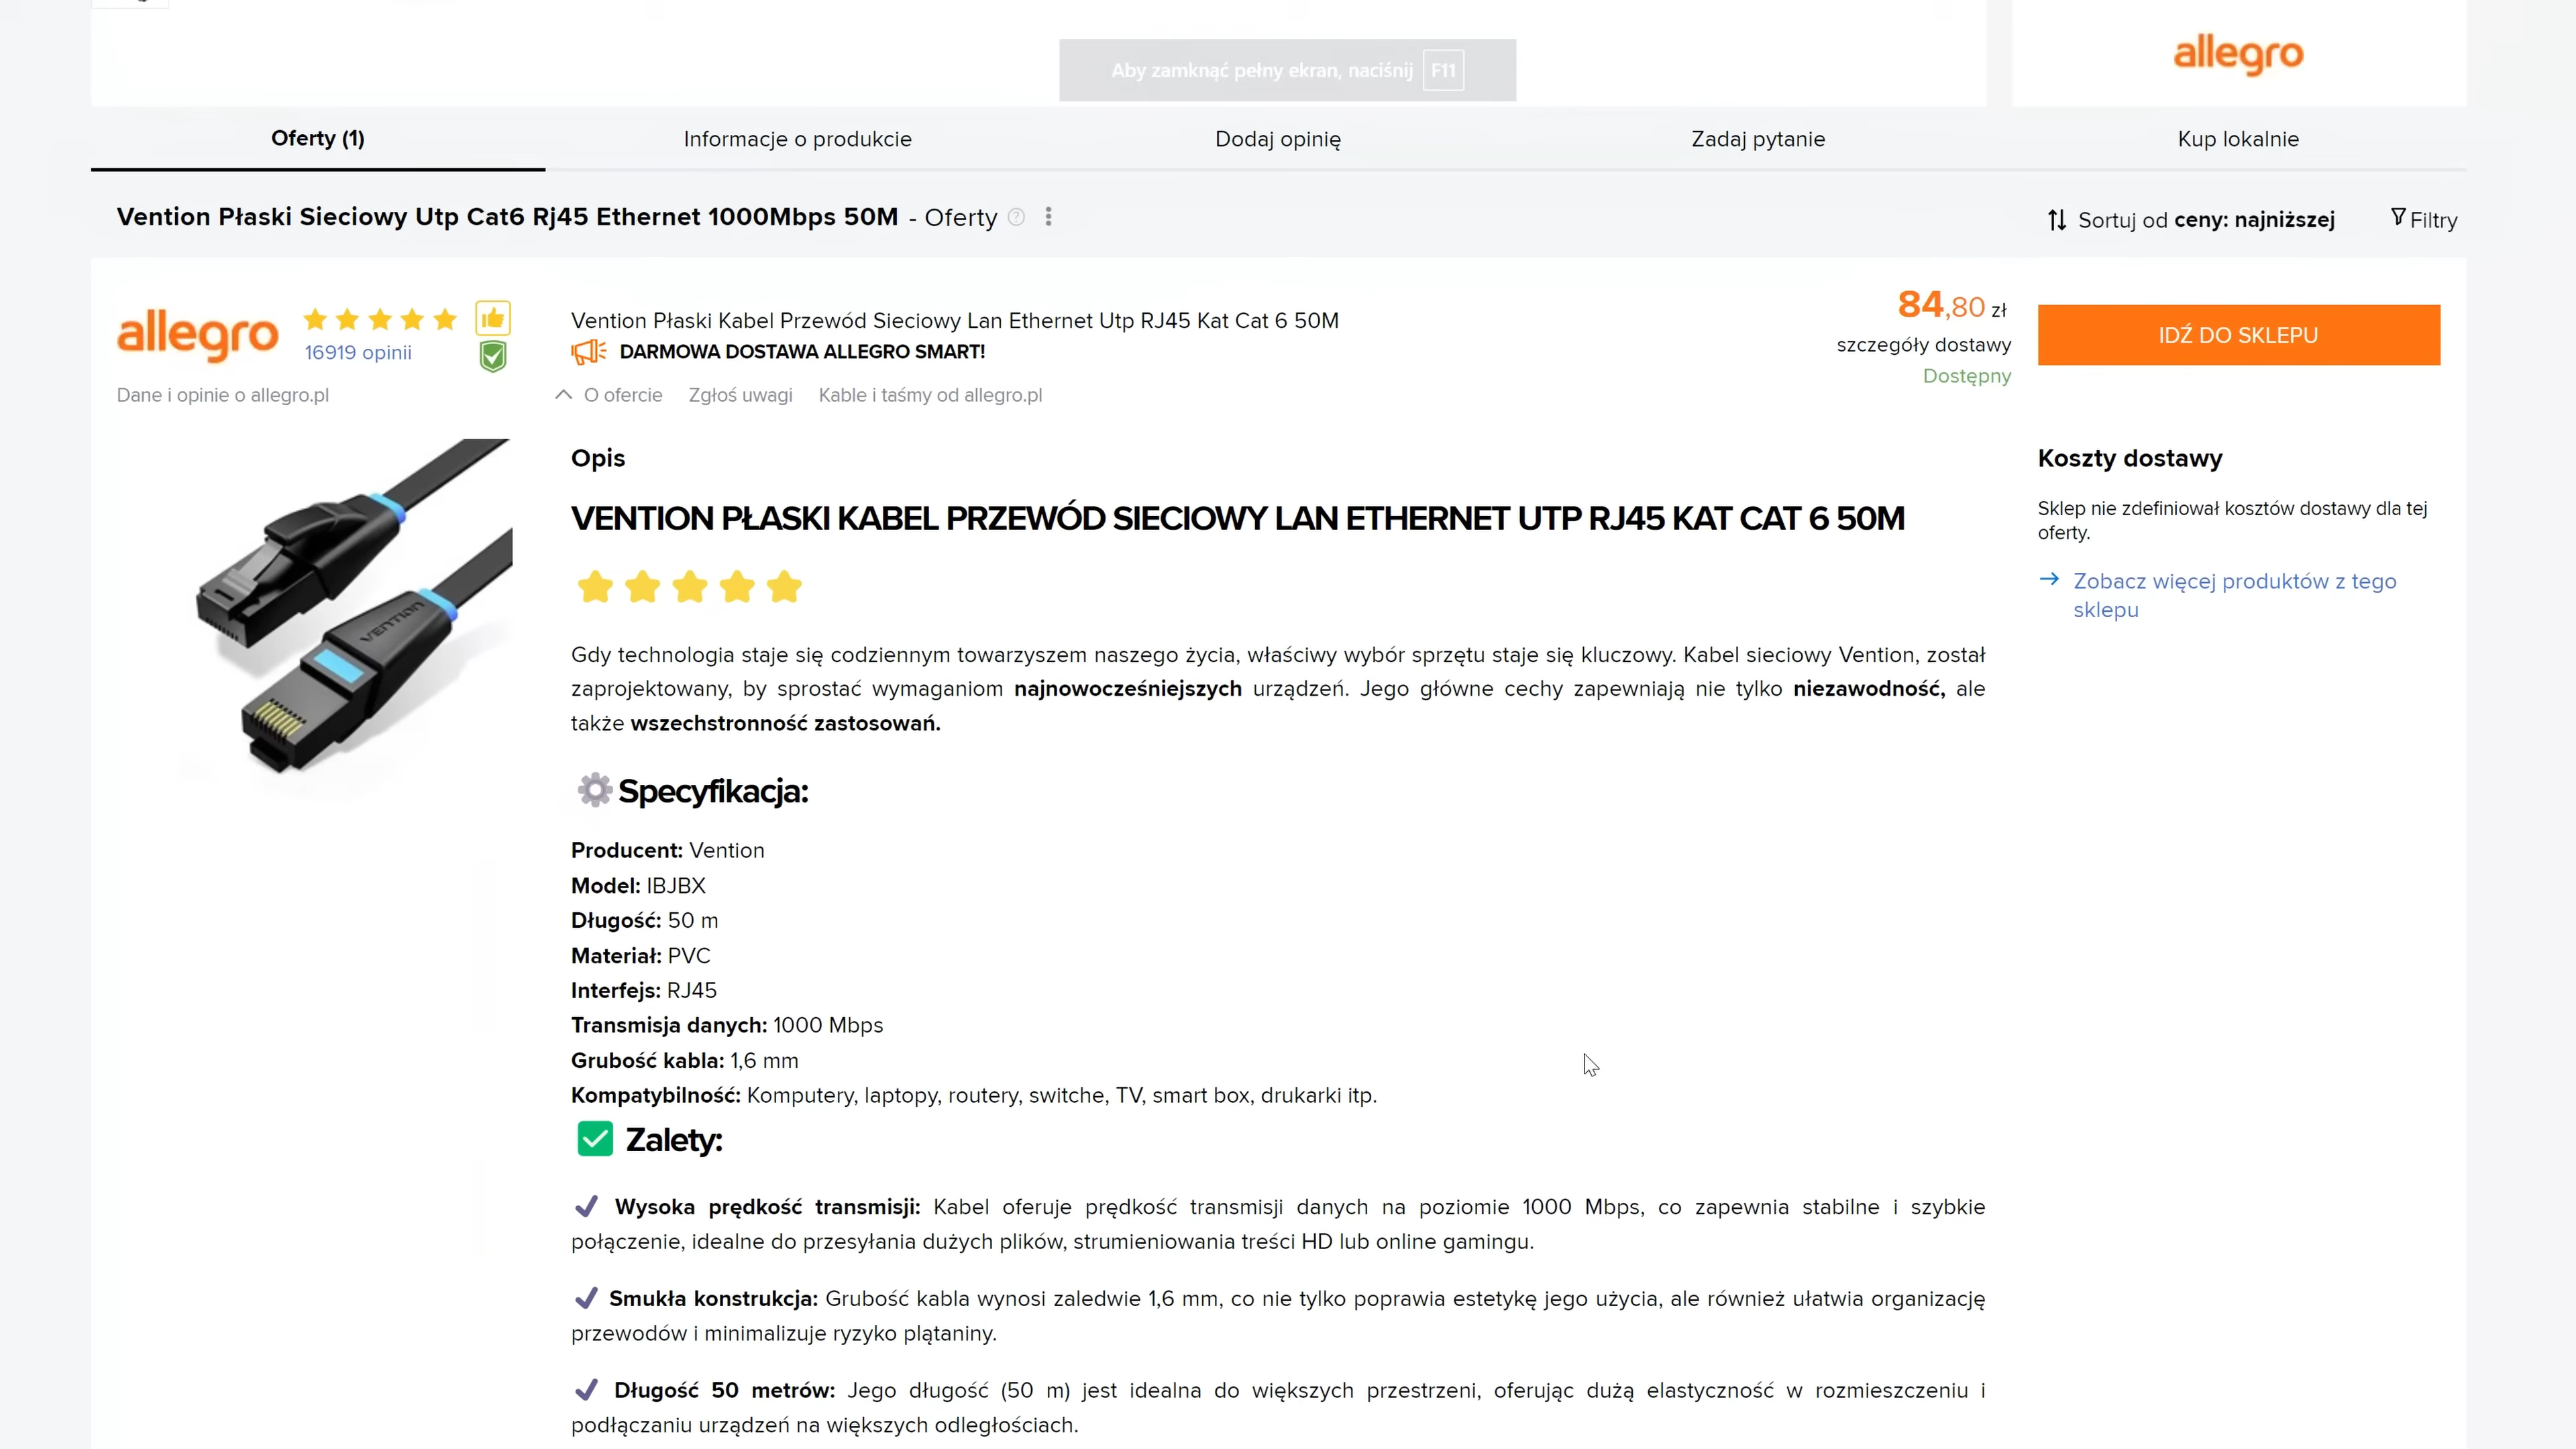 Aby zamknąć pełny ekran, naciśnij F11
allegro
Oferty (1)
Informacje o produkcie
Dodaj opinię
Zadaj pytanie
Kup lokalnie
Vention Płaski Sieciowy Utp Cat6 Rj45 Ethernet 1000Mbps 50M - Oferty
Sortuj od ceny: najniższej
Filtry
allegro
16919 opinii
Dane i opinie o allegro.pl
Vention Płaski Kabel Przewód Sieciowy Lan Ethernet Utp RJ45 Kat Cat 6 50M
DARMOWA DOSTAWA ALLEGRO SMART!
O ofercie
Zgłoś uwagi
Kable i taśmy od allegro.pl
84,80 zł
szczegóły dostawy
Dostępny
IDŹ DO SKLEPU
VENTION
Opis
VENTION PŁASKI KABEL PRZEWÓD SIECIOWY LAN ETHERNET UTP RJ45 KAT CAT 6 50M
Gdy technologia staje się codziennym towarzyszem naszego życia, właściwy wybór sprzętu staje się kluczowy. Kabel sieciowy Vention, został
zaprojektowany, by sprostać wymaganiom najnowocześniejszych urządzeń. Jego główne cechy zapewniają nie tylko niezawodność, ale
także wszechstronność zastosowań.
Specyfikacja:
Producent: Vention
Model: IBJBX
Długość: 50 m
Materiał: PVC
Interfejs: RJ45
Transmisja danych: 1000 Mbps
Grubość kabla: 1,6 mm
Kompatybilność: Komputery, laptopy, routery, switche, TV, smart box, drukarki itp.
Zalety:
Wysoka prędkość transmisji: Kabel oferuje prędkość transmisji danych na poziomie 1000 Mbps, co zapewnia stabilne i szybkie
połączenie, idealne do przesyłania dużych plików, strumieniowania treści HD lub online gamingu.
Smukła konstrukcja: Grubość kabla wynosi zaledwie 1,6 mm, co nie tylko poprawia estetykę jego użycia, ale również ułatwia organizację
przewodów i minimalizuje ryzyko plątaniny.
Długość 50 metrów: Jego długość (50 m) jest idealna do większych przestrzeni, oferując dużą elastyczność w rozmieszczeniu i
podłączaniu urządzeń na większych odległościach.
Koszty dostawy
Sklep nie zdefiniował kosztów dostawy dla tej
oferty.
Zobacz więcej produktów z tego
sklepu